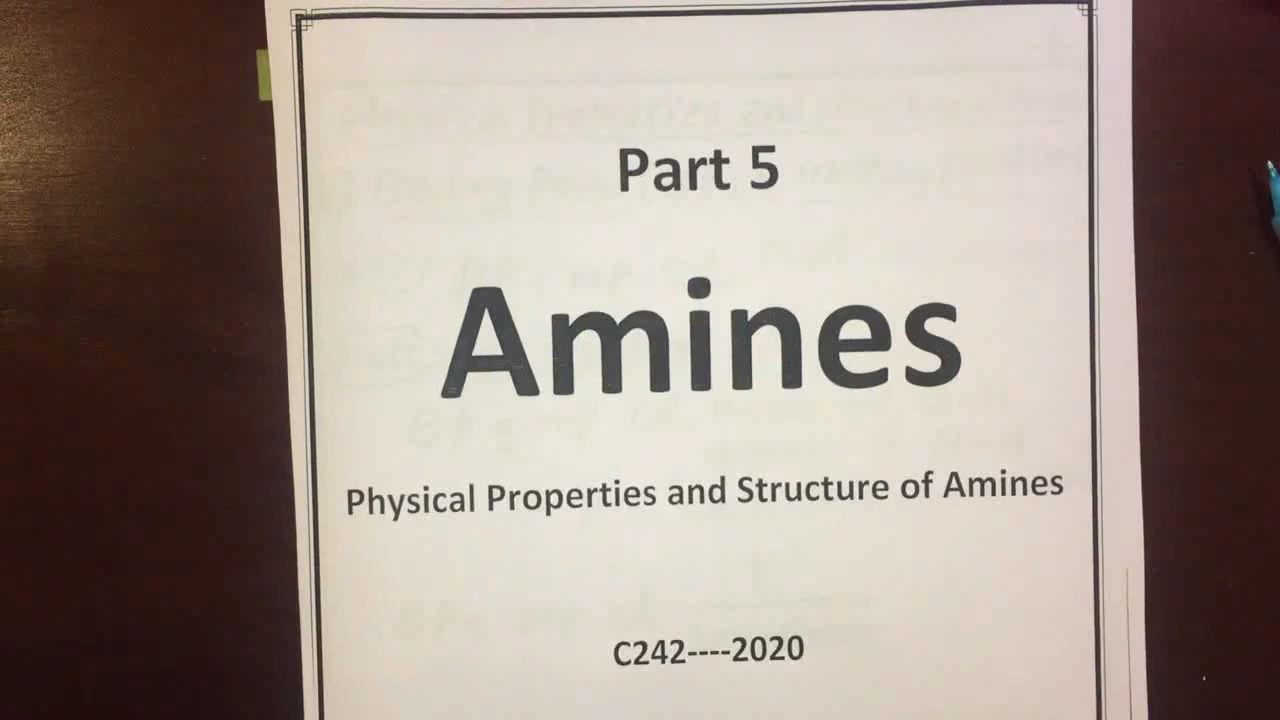 Part 5
Amines
Physical Properties and Structure of Amines
C242----2020